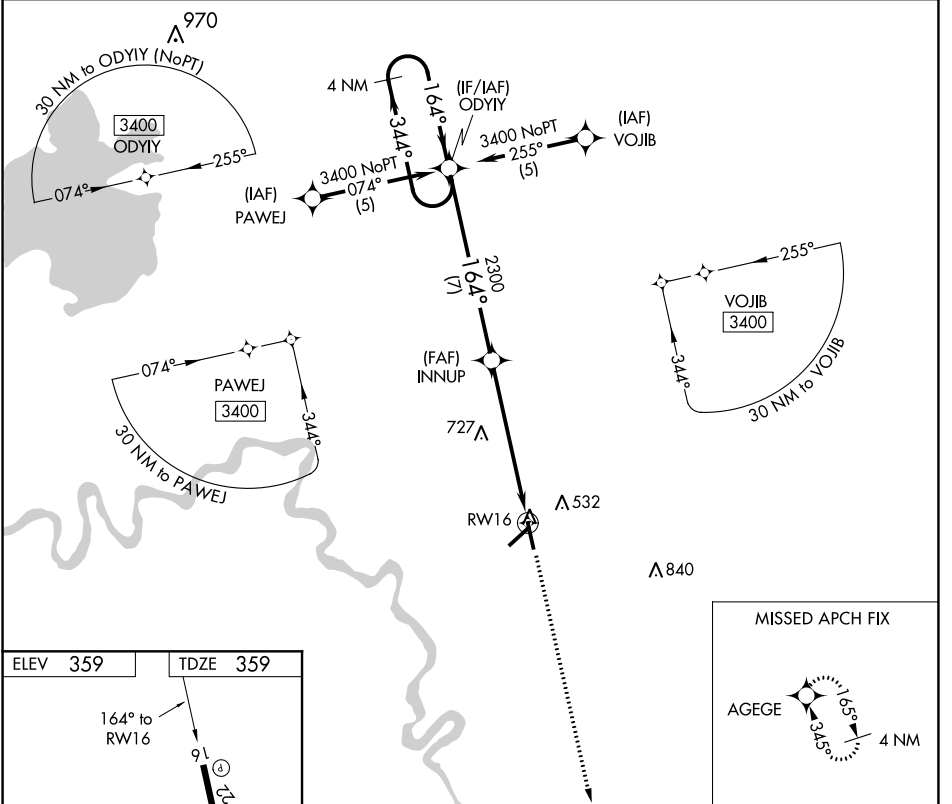 970
30 NM to ODYIY (NoPT)
3400
ODYIY
074°
255°
4 NM
344°
164°
(IF/IAF)
ODYIY
3400 NoPT
255°
(5)
(IAF)
VOJIB
(IAF)
PAWEJ
3400 NoPT
074°
(5)
2300
164°
(7)
255°
VOJIB
3400
344°
30 NM to VOJIB
074°
PAWEJ
3400
344°
30 NM to PAWEJ
(FAF)
INNUP
727
532
RW16
840
MISSED APCH FIX
AGEGE
165°
345°
4 NM
ELEV 359
TDZE 359
164° to
RW16
16
P
22